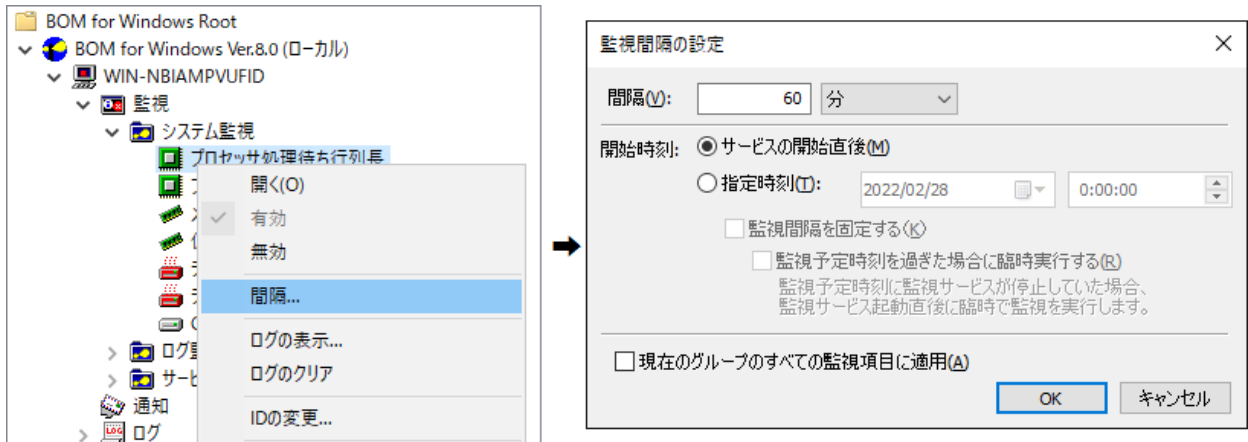 BOM for Windows Root
BOM for Windows Ver.8.0 (ローカル)
WIN-NBIAMPVUFID
監視
システム監視
プロセッサ処理待ち行列長
開く(O)
有効
無効
間隔...
ログの表示...
ログのクリア
IDの変更...
ログ
サー
通知
ログ
監視間隔の設定
間隔(V):
60
分
開始時刻:
サービスの開始直後(M)
指定時刻(T):
2022/02/28
0:00:00
監視間隔を固定する(K)
監視予定時刻を過ぎた場合に臨時実行する(R)
監視予定時刻に監視サービスが停止していた場合、
監視サービス起動直後に臨時で監視を実行します。
現在のグループのすべての監視項目に適用(A)
OK
キャンセル